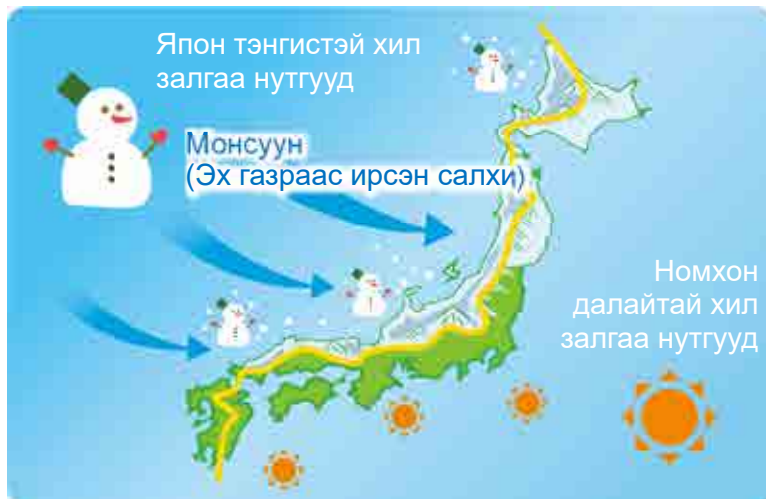 Япон тэнгистэй хил
залгаа нутгууд
Монсуун
(Эх газраас ирсэн салхи)
Номхон
далайтай хил
залгаа нутгууд